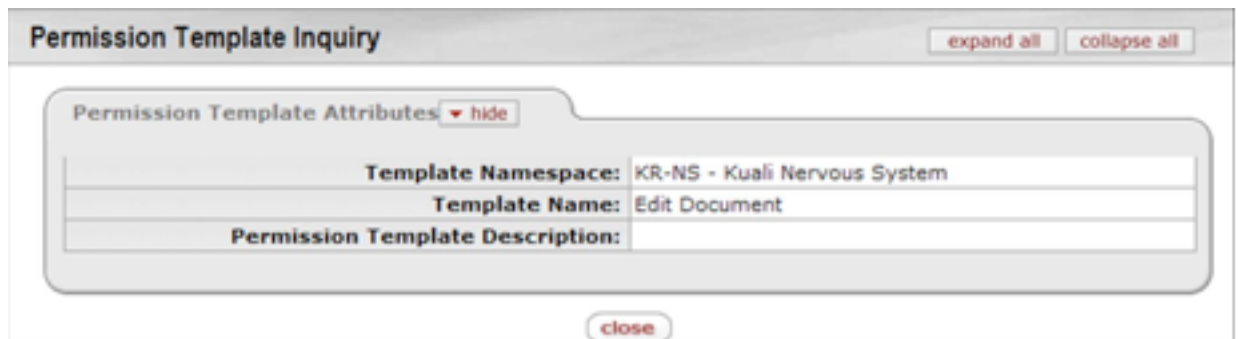 Permission Template Inquiry expand all collapse all
Permission Template Attributes hide
Template Namespace: KR-NS - Kuali Nervous System
Template Name: Edit Document
Permission Template Description:
close